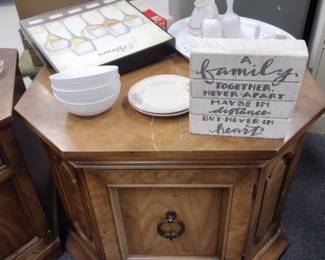 A
family
TOGETHER
NEVER APART
MAYBE IN
distance
BUT NEVER IN
heart.